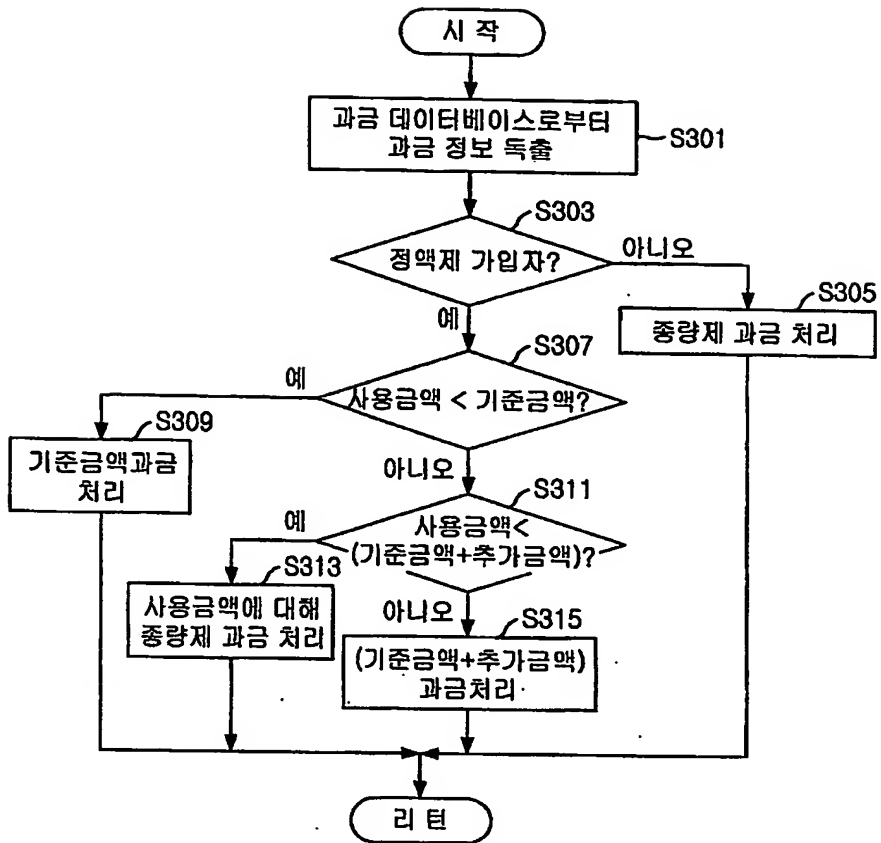 시 작
과금 데이터베이스로부터
과금 정보 독출
S301
S303
정액제 가입자?
아니오
예
S305
종량제 과금 처리
S307
사용금액 < 기준금액?
예
S309
기준금액과금
처리
아니오
S311
사용금액<
(기준금액+추가금액)?
예
S313
사용금액에 대해
종량제 과금 처리
아니오
S315
(기준금액+추가금액)
과금처리
리 턴